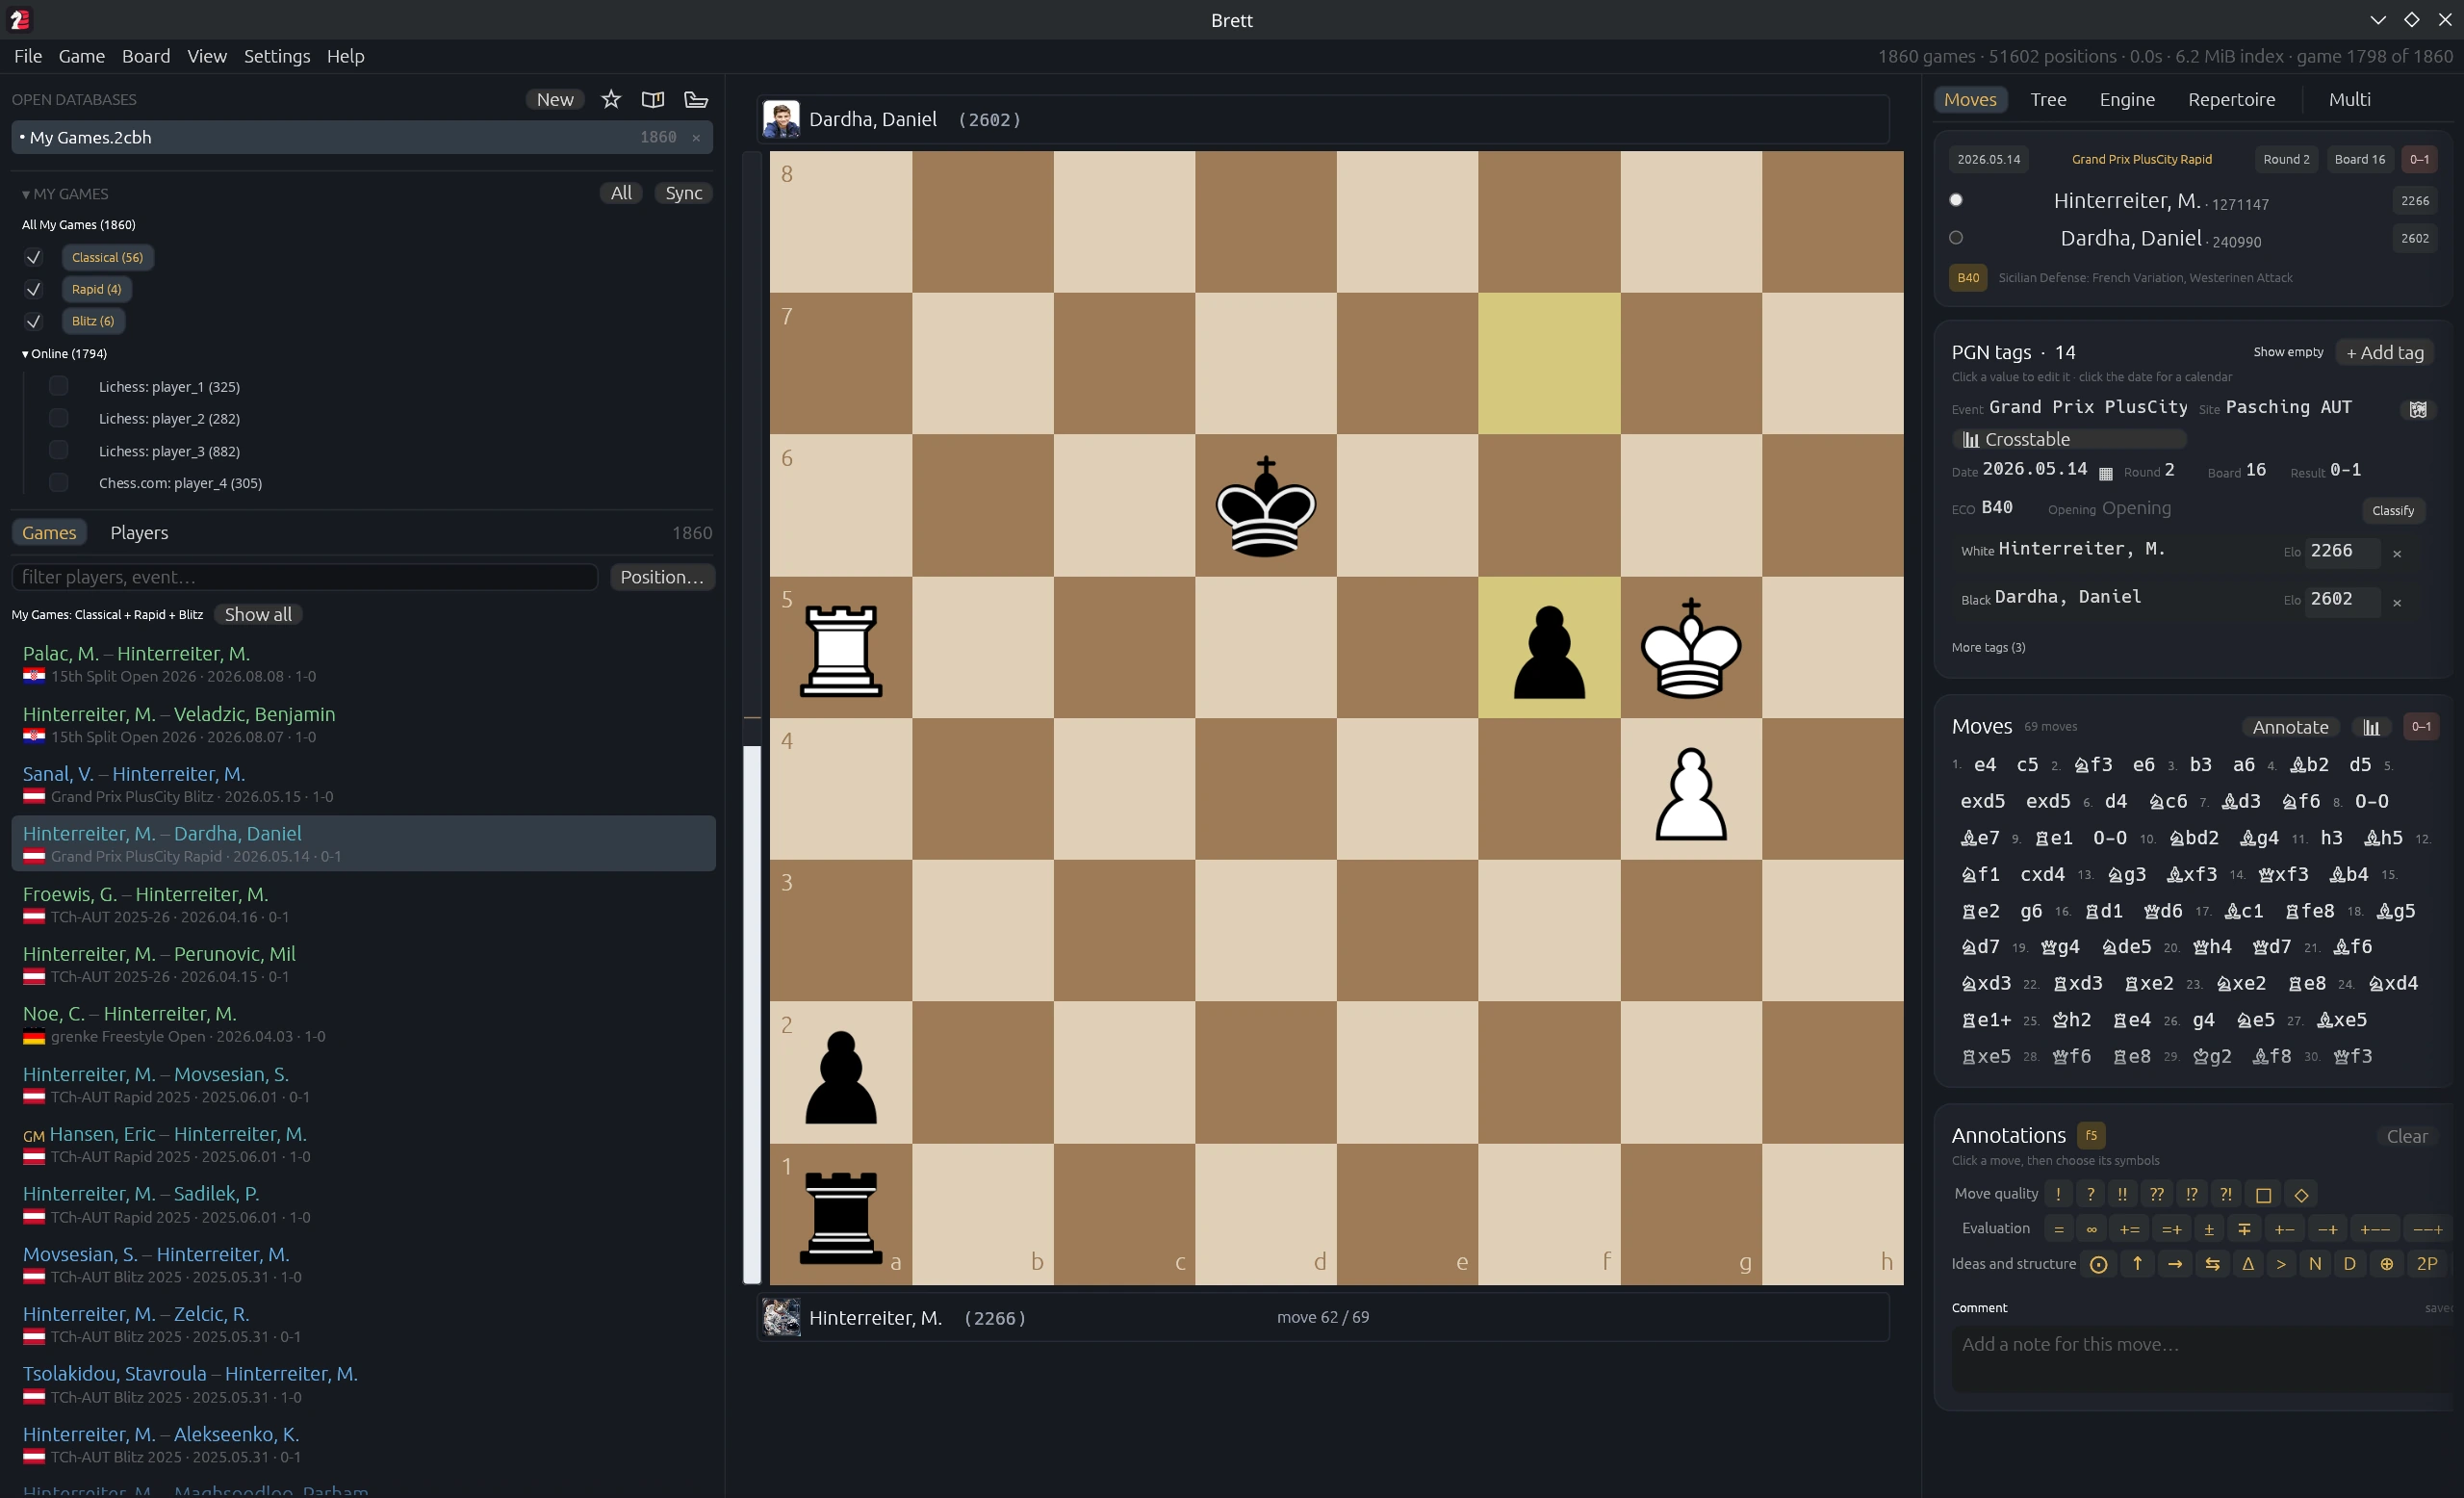 Brett
File Game Board View Settings Help
1860 games · 51602 positions · 0.0s · 6.2 MiB index · game 1798 of 1860
OPEN DATABASES New
• My Games.2cbh 1860 ×
▾ MY GAMES All Sync
All My Games (1860)
Classical (56)
Rapid (4)
Blitz (6)
▾ Online (1794)
Lichess: player_1 (325)
Lichess: player_2 (282)
Lichess: player_3 (882)
Chess.com: player_4 (305)
Games Players 1860
filter players, event… Position…
My Games: Classical + Rapid + Blitz Show all
Palac, M. – Hinterreiter, M.
15th Split Open 2026 · 2026.08.08 · 1-0
Hinterreiter, M. – Veladzic, Benjamin
15th Split Open 2026 · 2026.08.07 · 1-0
Sanal, V. – Hinterreiter, M.
Grand Prix PlusCity Blitz · 2026.05.15 · 1-0
Hinterreiter, M. – Dardha, Daniel
Grand Prix PlusCity Rapid · 2026.05.14 · 0-1
Froewis, G. – Hinterreiter, M.
TCh-AUT 2025-26 · 2026.04.16 · 0-1
Hinterreiter, M. – Perunovic, Mil
TCh-AUT 2025-26 · 2026.04.15 · 0-1
Noe, C. – Hinterreiter, M.
grenke Freestyle Open · 2026.04.03 · 1-0
Hinterreiter, M. – Movsesian, S.
TCh-AUT Rapid 2025 · 2025.06.01 · 0-1
GM Hansen, Eric – Hinterreiter, M.
TCh-AUT Rapid 2025 · 2025.06.01 · 1-0
Hinterreiter, M. – Sadilek, P.
TCh-AUT Rapid 2025 · 2025.06.01 · 1-0
Movsesian, S. – Hinterreiter, M.
TCh-AUT Blitz 2025 · 2025.05.31 · 1-0
Hinterreiter, M. – Zelcic, R.
TCh-AUT Blitz 2025 · 2025.05.31 · 0-1
Tsolakidou, Stavroula – Hinterreiter, M.
TCh-AUT Blitz 2025 · 2025.05.31 · 1-0
Hinterreiter, M. – Alekseenko, K.
TCh-AUT Blitz 2025 · 2025.05.31 · 0-1
Hinterreiter, M. – Maghsoodloo, Parham
Dardha, Daniel (2602)
8
7
6
5
4
3
2
1
a b c d e f g h
Hinterreiter, M. (2266) move 62 / 69
Moves Tree Engine Repertoire Multi
2026.05.14 Grand Prix PlusCity Rapid Round 2 Board 16 0–1
Hinterreiter, M. · 1271147 2266
Dardha, Daniel · 240990 2602
B40 Sicilian Defense: French Variation, Westerinen Attack
PGN tags · 14 Show empty + Add tag
Click a value to edit it · click the date for a calendar
Event Grand Prix PlusCity Site Pasching AUT
Crosstable
Date 2026.05.14 Round 2 Board 16 Result 0-1
ECO B40 Opening Opening Classify
White Hinterreiter, M. Elo 2266 ×
Black Dardha, Daniel Elo 2602 ×
More tags (3)
Moves 69 moves Annotate 0–1
1. e4 c5 2. ♘f3 e6 3. b3 a6 4. ♗b2 d5 5.
exd5 exd5 6. d4 ♘c6 7. ♗d3 ♘f6 8. O-O
♗e7 9. ♖e1 O-O 10. ♘bd2 ♗g4 11. h3 ♗h5 12.
♘f1 cxd4 13. ♘g3 ♗xf3 14. ♕xf3 ♗b4 15.
♖e2 g6 16. ♖d1 ♕d6 17. ♗c1 ♖fe8 18. ♗g5
♘d7 19. ♕g4 ♘de5 20. ♕h4 ♕d7 21. ♗f6
♘xd3 22. ♖xd3 ♖xe2 23. ♘xe2 ♖e8 24. ♘xd4
♖e1+ 25. ♔h2 ♖e4 26. g4 ♘e5 27. ♗xe5
♖xe5 28. ♕f6 ♖e8 29. ♔g2 ♗f8 30. ♕f3
Annotations f5 Clear
Click a move, then choose its symbols
Move quality ! ? !! ?? !? ?! □ ◇
Evaluation = ∞ += =+ ± ∓ +− −+ +−− −−+
Ideas and structure ⊙ ↑ → ⇆ Δ > N D ⊕ 2P
Comment saved
Add a note for this move…